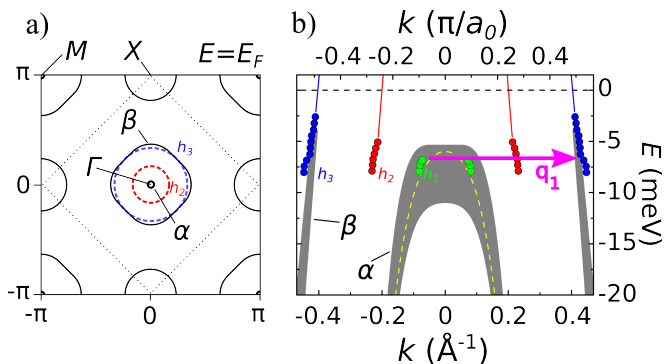 a)
M
X
E=E_F
π
β
h₃
Γ
0
h₂
α
-π
-π
0
π
b)
k (π/a₀)
-0.4 -0.2 0 0.2 0.4
0
-5
-10
-15
-20
E (meV)
h₃
h₂
h₁
q₁
β
α
-0.4 -0.2 0 0.2 0.4
k (Å⁻¹)